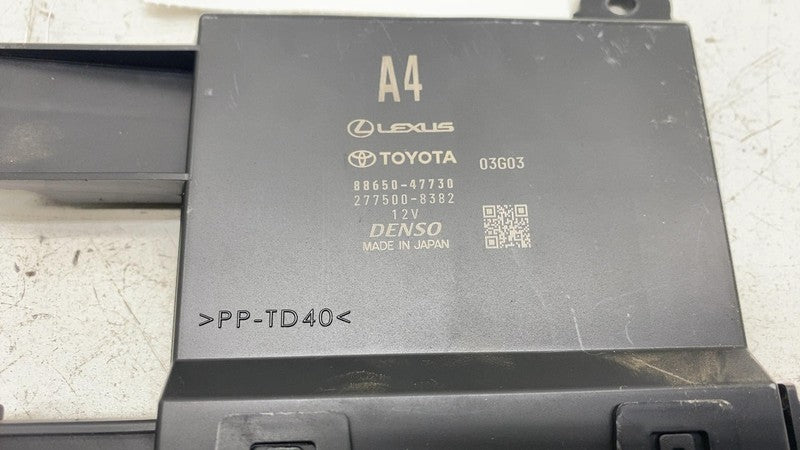 A4
LEXUS
TOYOTA 03G03
88650-47730
277500-8382
12V
DENSO
MADE IN JAPAN
>PP-TD40<